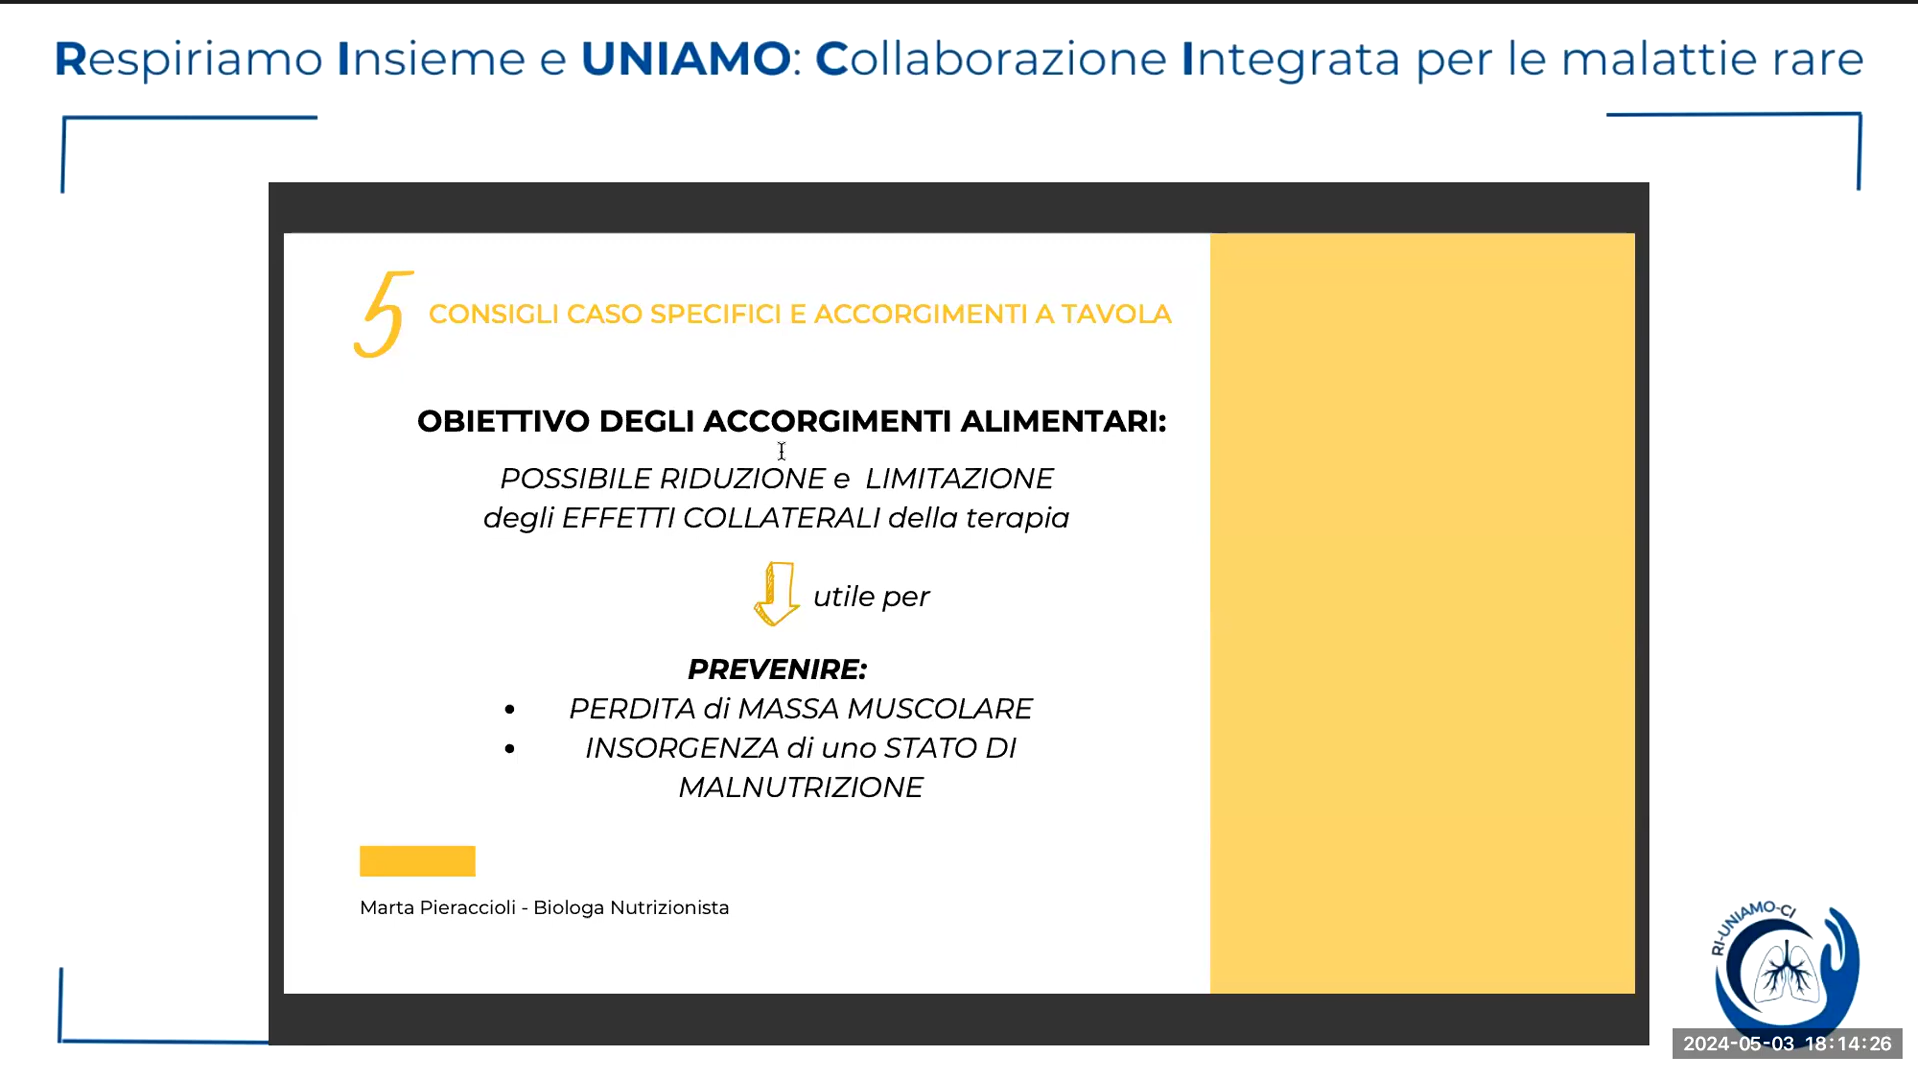 Respiriamo Insieme e UNIAMO: Collaborazione Integrata per le malattie rare
5 CONSIGLI CASO SPECIFICI E ACCORGIMENTI A TAVOLA
OBIETTIVO DEGLI ACCORGIMENTI ALIMENTARI:
POSSIBILE RIDUZIONE e LIMITAZIONE
degli EFFETTI COLLATERALI della terapia
utile per
PREVENIRE:
• PERDITA di MASSA MUSCOLARE
• INSORGENZA di uno STATO DI
MALNUTRIZIONE
Marta Pieraccioli - Biologa Nutrizionista
RI-UNIAMO-CI
2024-05-03 18:14:26